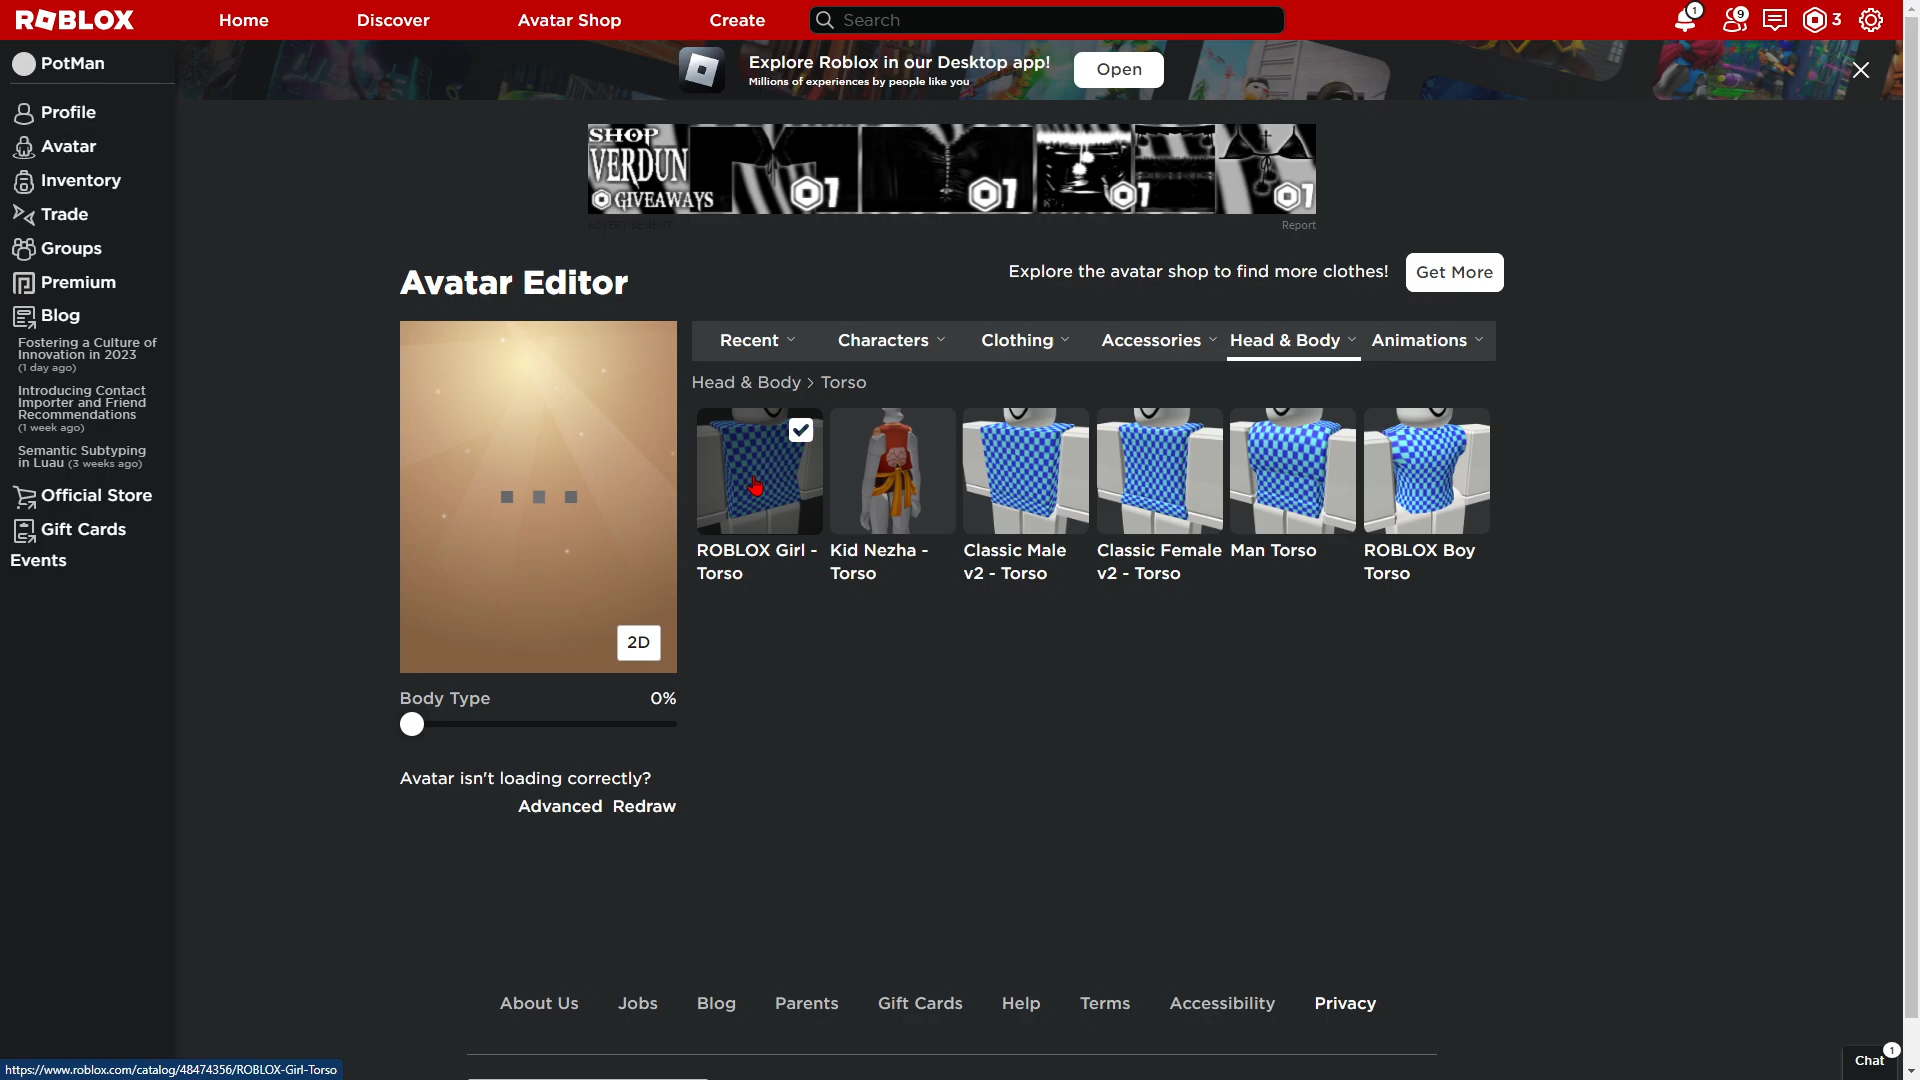 ROBLOX
Home
Discover
Avatar Shop
Create
Search
1
9
3
PotMan
Explore Roblox in our Desktop app!
Millions of experiences by people like you
Open
Profile
Avatar
Inventory
Trade
Groups
Premium
Blog
Fostering a Culture of
Innovation in 2023
(1 day ago)
Introducing Contact
Importer and Friend
Recommendations
(1 week ago)
Semantic Subtyping
in Luau (3 weeks ago)
Official Store
Gift Cards
Events
SHOP
VERDUN
GIVEAWAYS
1
1
1
1
ADVERTISEMENT
Report
Avatar Editor
Explore the avatar shop to find more clothes!
Get More
Recent
Characters
Clothing
Accessories
Head & Body
Animations
Head & Body > Torso
ROBLOX Girl -
Torso
Kid Nezha -
Torso
Classic Male
v2 - Torso
Classic Female
v2 - Torso
Man Torso
ROBLOX Boy
Torso
2D
Body Type
0%
Avatar isn't loading correctly?
Advanced
Redraw
About Us
Jobs
Blog
Parents
Gift Cards
Help
Terms
Accessibility
Privacy
Chat
1
https://www.roblox.com/catalog/48474356/ROBLOX-Girl-Torso